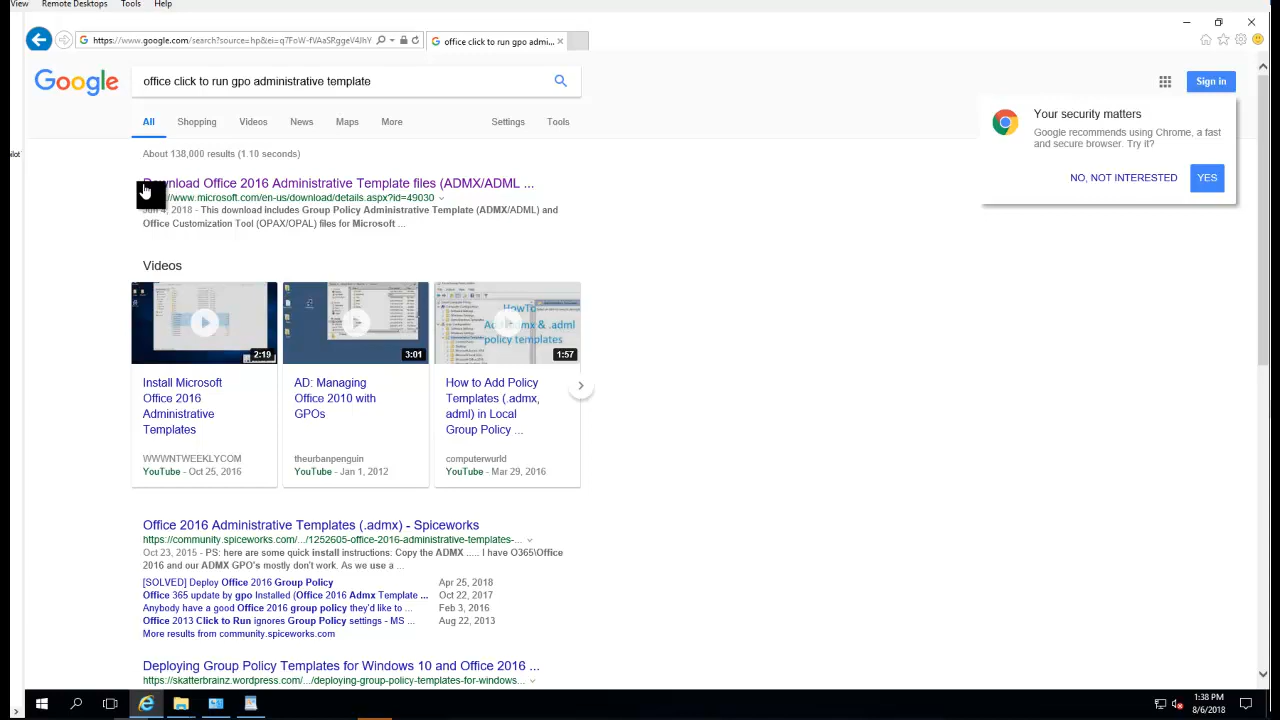 View Remote Desktops Tools Help
https://www.google.com/search?source=hp&ei=q7FoW-fVAaSRggeV4JhY
office click to run gpo admi...
Google
office click to run gpo administrative template
Sign in
All Shopping Videos News Maps More Settings Tools
Your security matters
Google recommends using Chrome, a fast
and secure browser. Try it?
NO, NOT INTERESTED YES
About 138,000 results (1.10 seconds)
Download Office 2016 Administrative Template files (ADMX/ADML ...
//www.microsoft.com/en-us/download/details.aspx?id=49030
Jun 4, 2018 - This download includes Group Policy Administrative Template (ADMX/ADML) and
Office Customization Tool (OPAX/OPAL) files for Microsoft ...
Videos
2:19 3:01 1:57
HowTo
Add .admx & .adml
policy templates
Install Microsoft
Office 2016
Administrative
Templates
WWWNTWEEKLYCOM
YouTube - Oct 25, 2016
AD: Managing
Office 2010 with
GPOs
theurbanpenguin
YouTube - Jan 1, 2012
How to Add Policy
Templates (.admx,
adml) in Local
Group Policy ...
computerwurld
YouTube - Mar 29, 2016
Office 2016 Administrative Templates (.admx) - Spiceworks
https://community.spiceworks.com/.../1252605-office-2016-administrative-templates-...
Oct 23, 2015 - PS: here are some quick install instructions: Copy the ADMX ..... I have O365\Office
2016 and our ADMX GPO's mostly don't work. As we use a ...
[SOLVED] Deploy Office 2016 Group Policy Apr 25, 2018
Office 365 update by gpo Installed (Office 2016 Admx Template ... Oct 22, 2017
Anybody have a good Office 2016 group policy they'd like to ... Feb 3, 2016
Office 2013 Click to Run ignores Group Policy settings - MS ... Aug 22, 2013
More results from community.spiceworks.com
Deploying Group Policy Templates for Windows 10 and Office 2016 ...
https://skatterbrainz.wordpress.com/.../deploying-group-policy-templates-for-windows...
1:38 PM
8/6/2018